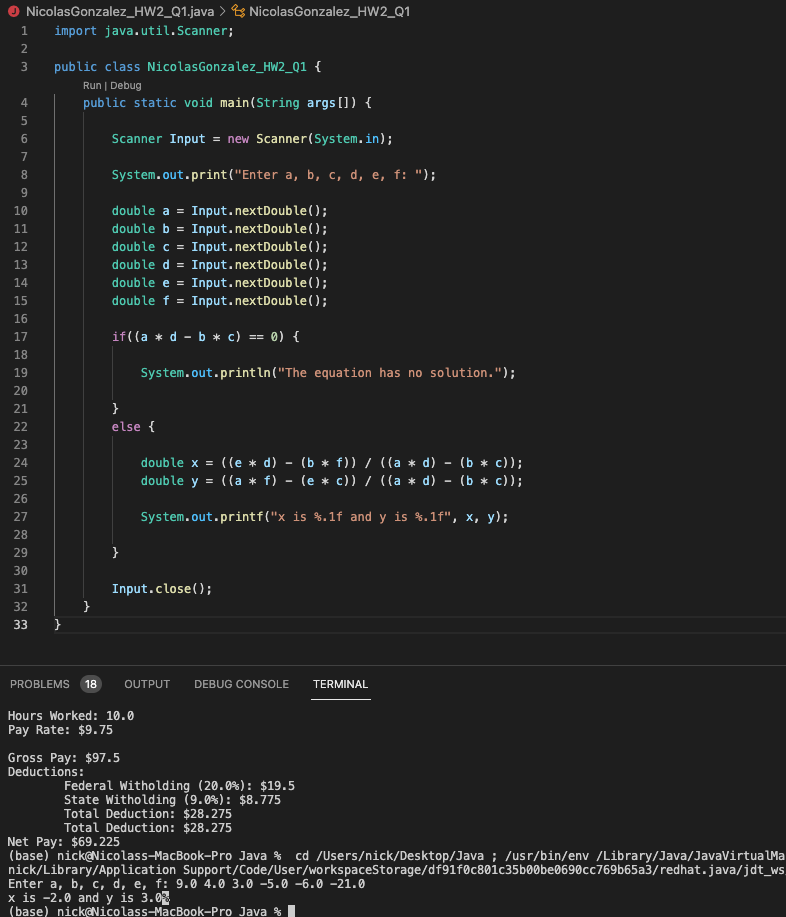 J NicolasGonzalez_HW2_Q1.java > NicolasGonzalez_HW2_Q1
1 import java.util.Scanner;
2
3 public class NicolasGonzalez_HW2_Q1 {
Run | Debug
4 public static void main(String args[]) {
5
6 Scanner Input = new Scanner(System.in);
7
8 System.out.print("Enter a, b, c, d, e, f: ");
9
10 double a = Input.nextDouble();
11 double b = Input.nextDouble();
12 double c = Input.nextDouble();
13 double d = Input.nextDouble();
14 double e = Input.nextDouble();
15 double f = Input.nextDouble();
16
17 if((a * d - b * c) == 0) {
18
19 System.out.println("The equation has no solution.");
20
21 }
22 else {
23
24 double x = ((e * d) - (b * f)) / ((a * d) - (b * c));
25 double y = ((a * f) - (e * c)) / ((a * d) - (b * c));
26
27 System.out.printf("x is %.1f and y is %.1f", x, y);
28
29 }
30
31 Input.close();
32 }
33 }
PROBLEMS 18 OUTPUT DEBUG CONSOLE TERMINAL
Hours Worked: 10.0
Pay Rate: $9.75
Gross Pay: $97.5
Deductions:
Federal Witholding (20.0%): $19.5
State Witholding (9.0%): $8.775
Total Deduction: $28.275
Total Deduction: $28.275
Net Pay: $69.225
(base) nick@Nicolass-MacBook-Pro Java % cd /Users/nick/Desktop/Java ; /usr/bin/env /Library/Java/JavaVirtualMa
nick/Library/Application Support/Code/User/workspaceStorage/df91f0c801c35b00be0690cc769b65a3/redhat.java/jdt_ws
Enter a, b, c, d, e, f: 9.0 4.0 3.0 -5.0 -6.0 -21.0
x is -2.0 and y is 3.0%
(base) nick@Nicolass-MacBook-Pro Java %